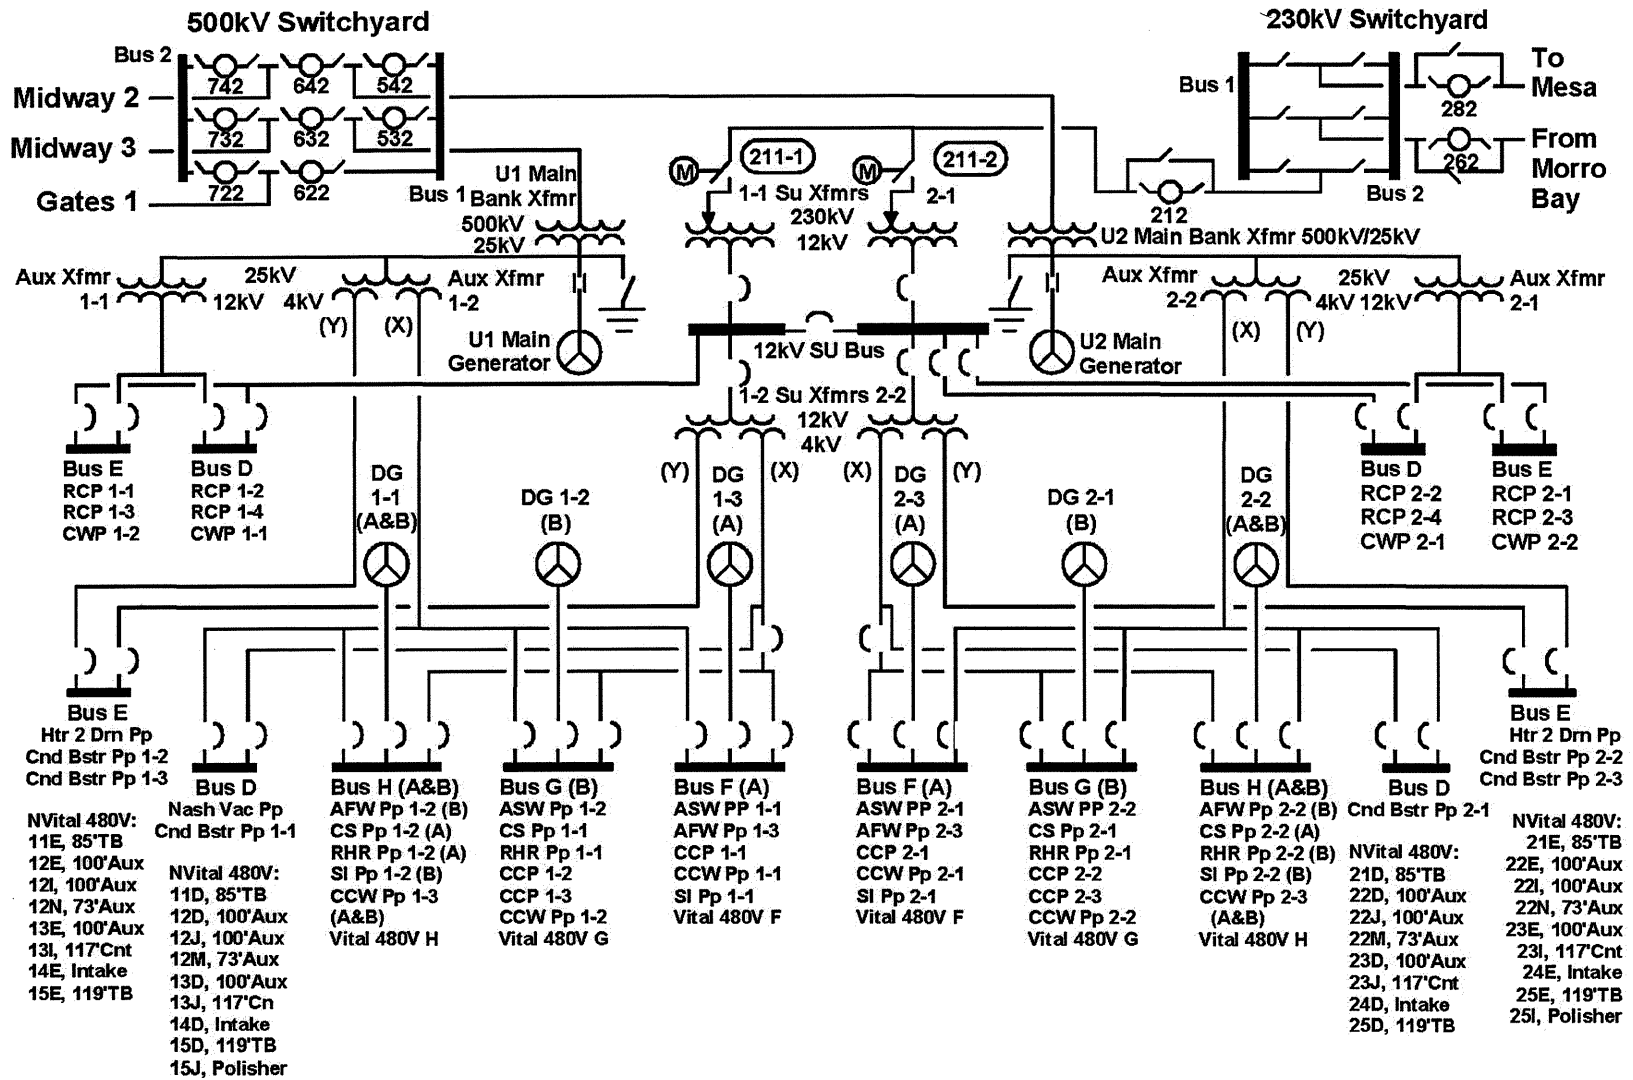 500kV Switchyard
230kV Switchyard
Bus 2
742
642
542
Midway 2
732
632
532
Midway 3
722
622
Gates 1
Bus 1
Bus 1
To
Mesa
282
From
Morro
Bay
262
Bus 2
212
U1 Main
Bank Xfmr
500kV
25kV
M
211-1
M
211-2
1-1 Su Xfmrs
2-1
230kV
12kV
U2 Main Bank Xfmr 500kV/25kV
Aux Xfmr
1-1
25kV
12kV
4kV
Aux Xfmr
1-2
(Y)
(X)
U1 Main
Generator
12kV SU Bus
U2 Main
Generator
Aux Xfmr
2-2
25kV
4kV 12kV
Aux Xfmr
2-1
(X)
(Y)
1-2 Su Xfmrs 2-2
12kV
4kV
(Y)
(X)
(X)
(Y)
Bus E
RCP 1-1
RCP 1-3
CWP 1-2
Bus D
RCP 1-2
RCP 1-4
CWP 1-1
DG
1-1
(A&B)
DG 1-2
(B)
DG
1-3
(A)
DG
2-3
(A)
DG 2-1
(B)
DG
2-2
(A&B)
Bus D
RCP 2-2
RCP 2-4
CWP 2-1
Bus E
RCP 2-1
RCP 2-3
CWP 2-2
Bus E
Htr 2 Drn Pp
Cnd Bstr Pp 1-2
Cnd Bstr Pp 1-3
NVital 480V:
11E, 85'TB
12E, 100'Aux
12I, 100'Aux
12N, 73'Aux
13E, 100'Aux
13I, 117'Cnt
14E, Intake
15E, 119'TB
Bus D
Nash Vac Pp
Cnd Bstr Pp 1-1
NVital 480V:
11D, 85'TB
12D, 100'Aux
12J, 100'Aux
12M, 73'Aux
13D, 100'Aux
13J, 117'Cn
14D, Intake
15D, 119'TB
15J, Polisher
Bus H (A&B)
AFW Pp 1-2 (B)
CS Pp 1-2 (A)
RHR Pp 1-2 (A)
SI Pp 1-2 (B)
CCW Pp 1-3
(A&B)
Vital 480V H
Bus G (B)
ASW Pp 1-2
CS Pp 1-1
RHR Pp 1-1
CCP 1-2
CCP 1-3
CCW Pp 1-2
Vital 480V G
Bus F (A)
ASW PP 1-1
AFW Pp 1-3
CCP 1-1
CCW Pp 1-1
SI Pp 1-1
Vital 480V F
Bus F (A)
ASW PP 2-1
AFW Pp 2-3
CCP 2-1
CCW Pp 2-1
SI Pp 2-1
Vital 480V F
Bus G (B)
ASW PP 2-2
CS Pp 2-1
RHR Pp 2-1
CCP 2-2
CCP 2-3
CCW Pp 2-2
Vital 480V G
Bus H (A&B)
AFW Pp 2-2 (B)
CS Pp 2-2 (A)
RHR Pp 2-2 (B)
SI Pp 2-2 (B)
CCW Pp 2-3
(A&B)
Vital 480V H
Bus D
Cnd Bstr Pp 2-1
NVital 480V:
21D, 85'TB
22D, 100'Aux
22J, 100'Aux
22M, 73'Aux
23D, 100'Aux
23J, 117'Cnt
24D, Intake
25D, 119'TB
Bus E
Htr 2 Drn Pp
Cnd Bstr Pp 2-2
Cnd Bstr Pp 2-3
NVital 480V:
21E, 85'TB
22E, 100'Aux
22I, 100'Aux
22N, 73'Aux
23E, 100'Aux
23I, 117'Cnt
24E, Intake
25E, 119'TB
25I, Polisher